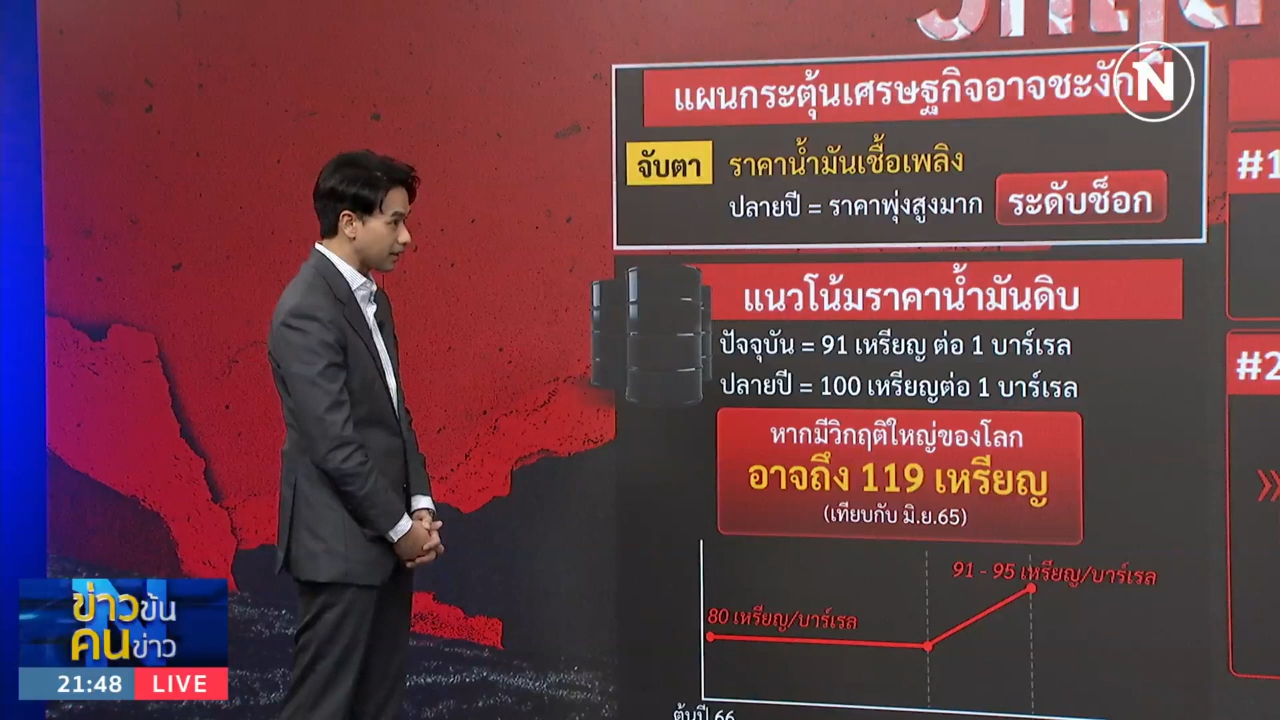 วิกฤต
แผนกระตุ้นเศรษฐกิจอาจชะงัก
N
จับตา
ราคาน้ำมันเชื้อเพลิง
ปลายปี = ราคาพุ่งสูงมาก
ระดับช็อก
#1
แนวโน้มราคาน้ำมันดิบ
ปัจจุบัน = 91 เหรียญ ต่อ 1 บาร์เรล
ปลายปี = 100 เหรียญต่อ 1 บาร์เรล
#2
หากมีวิกฤติใหญ่ของโลก
อาจถึง 119 เหรียญ
(เทียบกับ มิ.ย.65)
91 - 95 เหรียญ/บาร์เรล
80 เหรียญ/บาร์เรล
ต้นปี 66
ข่าวข้น
คนข่าว
21:48 LIVE